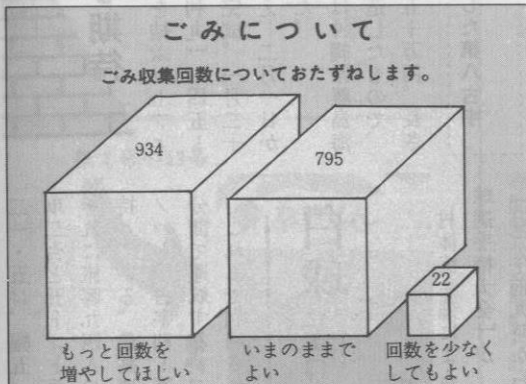 ごみについて
ごみ収集回数についておたずねします。
934
795
22
もっと回数を
増やしてほしい
いまのままで
よい
回数を少なく
してもよい